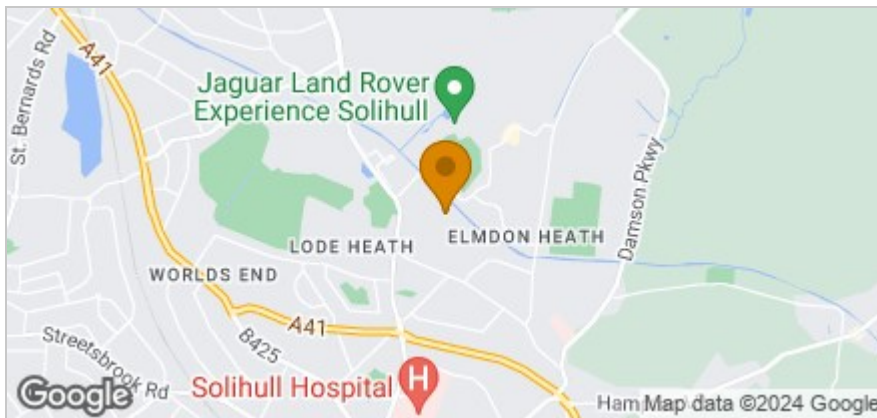 St. Bernards Rd
A41
Jaguar Land Rover
Experience Solihull
Damson Pkwy
LODE HEATH
ELMDON HEATH
WORLDS END
A41
B425
Streetsbrook Rd
Solihull Hospital
H
Google
Ham
Map data ©2024 Google